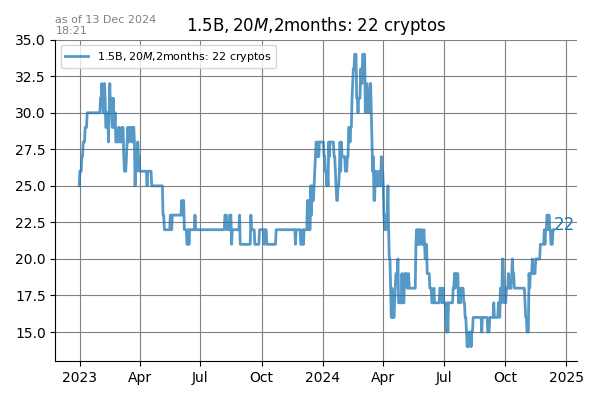 as of 13 Dec 2024
18:21
1.5B, 20M,2months: 22 cryptos
1.5B, 20M,2months: 22 cryptos
35.0
32.5
30.0
27.5
25.0
22.5
20.0
17.5
15.0
22
2023
Apr
Jul
Oct
2024
Apr
Jul
Oct
2025